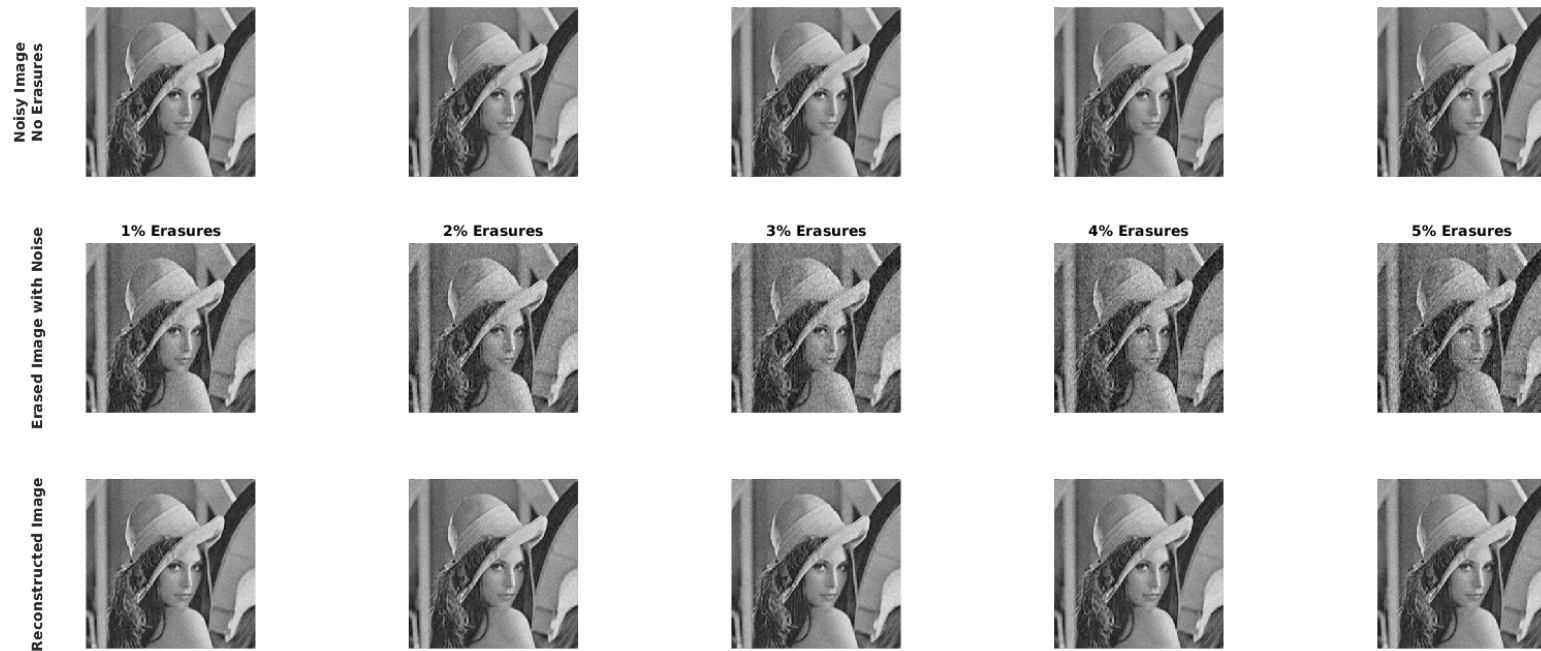 Noisy Image
No Erasures
1% Erasures
2% Erasures
3% Erasures
4% Erasures
5% Erasures
Erased Image with Noise
Reconstructed Image